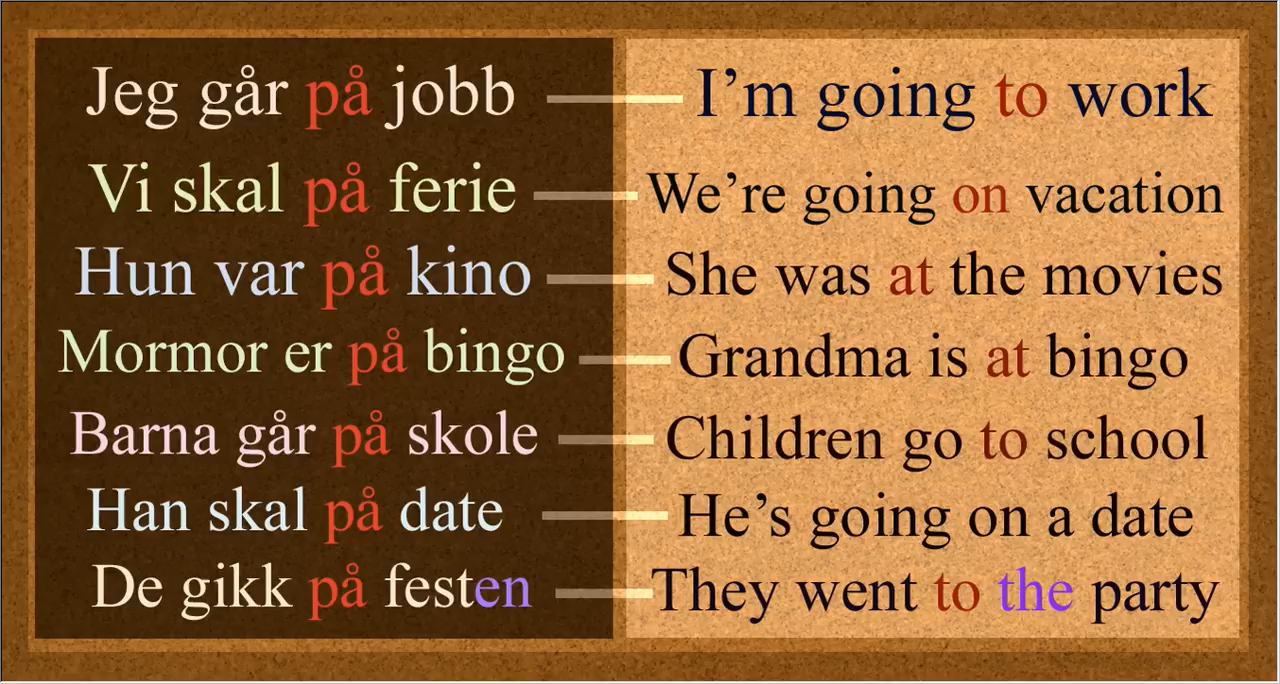 Jeg går på jobb I’m going to work
Vi skal på ferie We’re going on vacation
Hun var på kino She was at the movies
Mormor er på bingo Grandma is at bingo
Barna går på skole Children go to school
Han skal på date He’s going on a date
De gikk på festen They went to the party